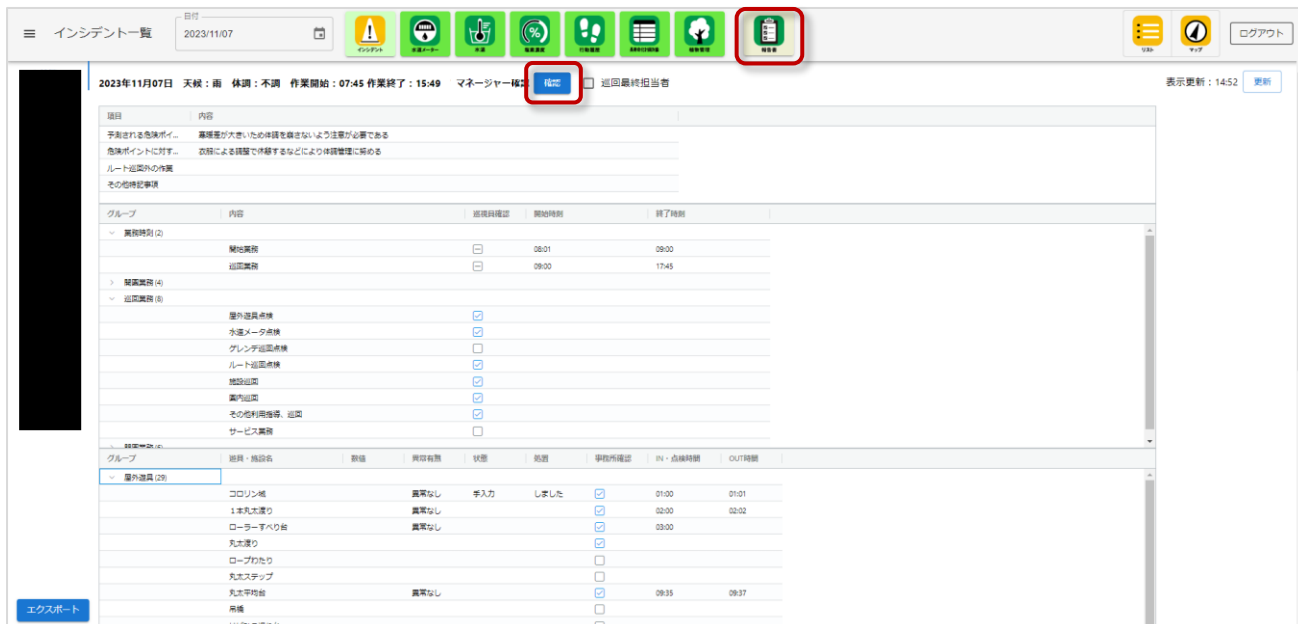 インシデント一覧
日付
2023/11/07
インシデント
水道メーター
水温
塩素濃度
行動履歴
植物管理
報告書
リスト
マップ
ログアウト
2023年11月07日 天候：雨 体調：不調 作業開始：07:45 作業終了：15:49 マネージャー確認 確認 巡回最終担当者
表示更新：14:52 更新
項目 内容
予測される危険ポイ... 寒暖差が大きいため体調を崩さないよう注意が必要である
危険ポイントに対す... 衣服による調整で休憩するなどにより体調管理に努める
ルート巡回外の作業
その他特記事項
グループ 内容 巡視員確認 開始時刻 終了時刻
業務時刻 (2)
開始業務 08:01 09:00
巡回業務 09:00 17:45
開園業務 (4)
巡回業務 (8)
屋外遊具点検
水道メータ点検
ゲレンデ巡回点検
ルート巡回点検
施設巡回
園内巡回
その他利用指導、巡回
サービス業務
グループ 遊具・施設名 数値 異常有無 状態 処置 事務所確認 IN・点検時間 OUT時間
屋外遊具 (29)
コロリン城 異常なし 手入力 しました 01:00 01:01
１本丸太渡り 異常なし 02:00 02:02
ローラーすべり台 異常なし 03:00
丸太渡り
ロープわたり
丸太ステップ
丸太平均台 異常なし 09:35 09:37
吊橋
エクスポート